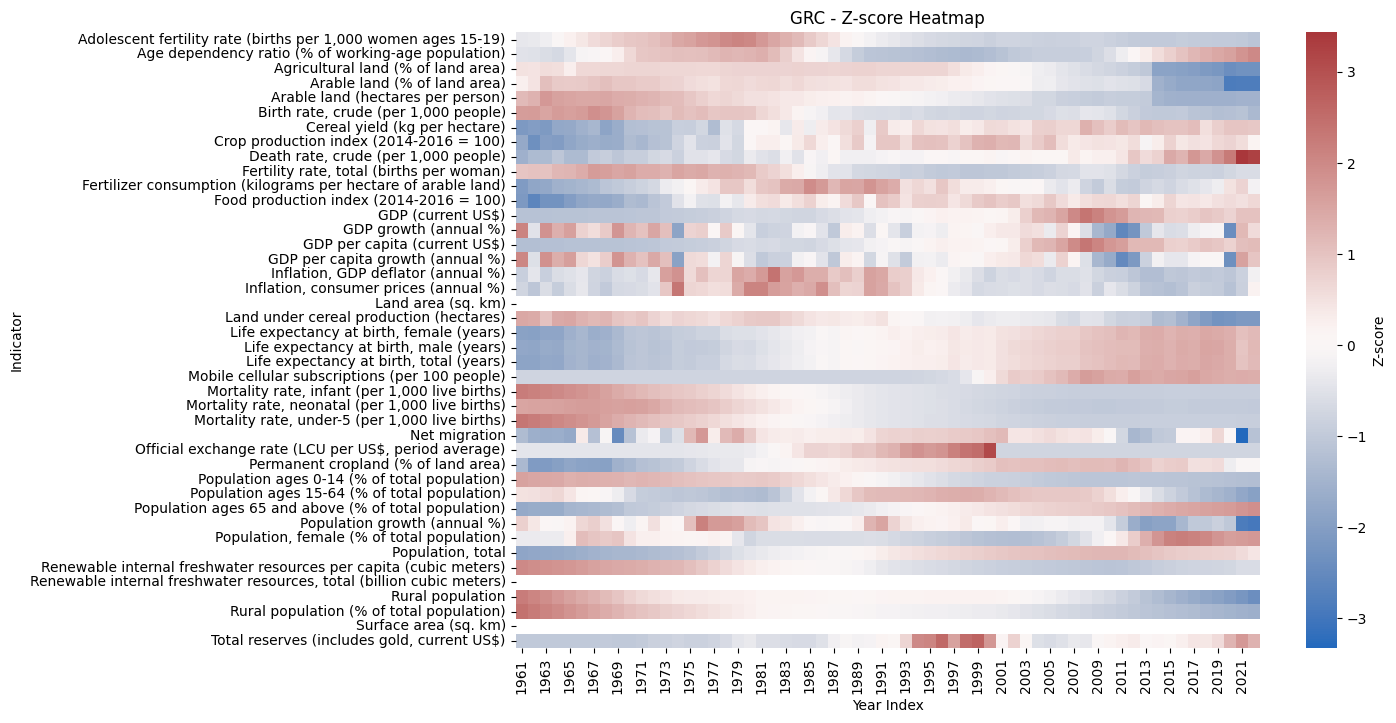 GRC - Z-score Heatmap
Adolescent fertility rate (births per 1,000 women ages 15-19)
Age dependency ratio (% of working-age population)
Agricultural land (% of land area)
Arable land (% of land area)
Arable land (hectares per person)
Birth rate, crude (per 1,000 people)
Cereal yield (kg per hectare)
Crop production index (2014-2016 = 100)
Death rate, crude (per 1,000 people)
Fertility rate, total (births per woman)
Fertilizer consumption (kilograms per hectare of arable land)
Food production index (2014-2016 = 100)
GDP (current US$)
GDP growth (annual %)
GDP per capita (current US$)
GDP per capita growth (annual %)
Inflation, GDP deflator (annual %)
Inflation, consumer prices (annual %)
Land area (sq. km)
Land under cereal production (hectares)
Life expectancy at birth, female (years)
Life expectancy at birth, male (years)
Life expectancy at birth, total (years)
Mobile cellular subscriptions (per 100 people)
Mortality rate, infant (per 1,000 live births)
Mortality rate, neonatal (per 1,000 live births)
Mortality rate, under-5 (per 1,000 live births)
Net migration
Official exchange rate (LCU per US$, period average)
Permanent cropland (% of land area)
Population ages 0-14 (% of total population)
Population ages 15-64 (% of total population)
Population ages 65 and above (% of total population)
Population growth (annual %)
Population, female (% of total population)
Population, total
Renewable internal freshwater resources per capita (cubic meters)
Renewable internal freshwater resources, total (billion cubic meters)
Rural population
Rural population (% of total population)
Surface area (sq. km)
Total reserves (includes gold, current US$)
Indicator
1961 1963 1965 1967 1969 1971 1973 1975 1977 1979 1981 1983 1985 1987 1989 1991 1993 1995 1997 1999 2001 2003 2005 2007 2009 2011 2013 2015 2017 2019 2021
Year Index
3
2
1
0
−1
−2
−3
Z-score